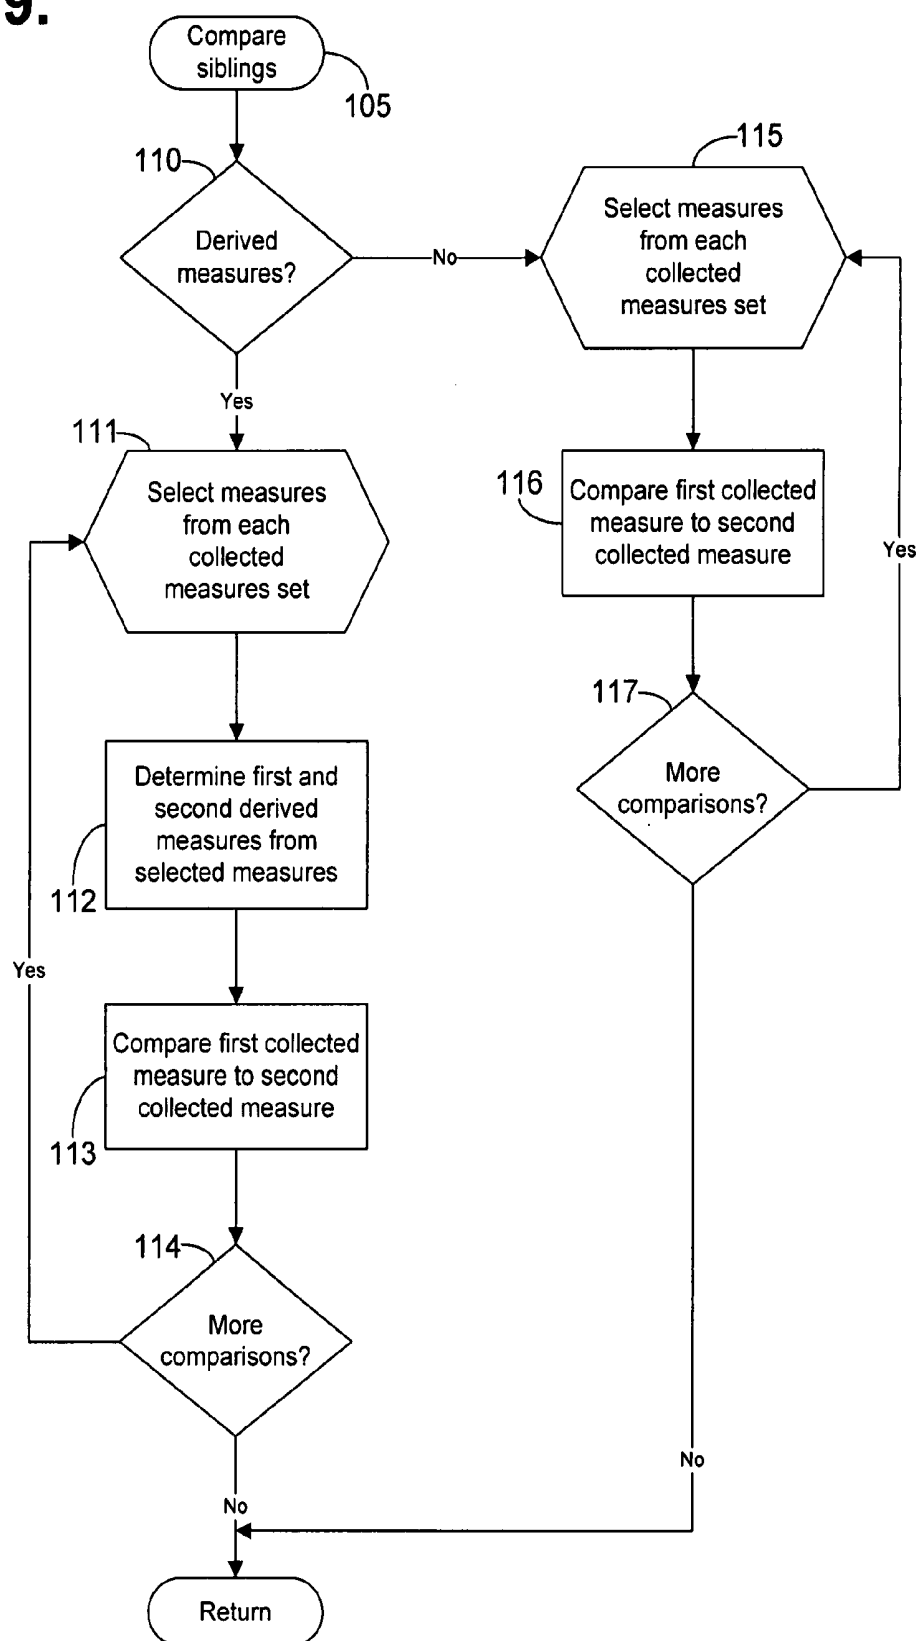 9.
Compare
siblings
105
110
Derived
measures?
No
Yes
115
Select measures
from each
collected
measures set
111
Select measures
from each
collected
measures set
116
Compare first collected
measure to second
collected measure
Yes
117
More
comparisons?
Determine first and
second derived
measures from
selected measures
112
Yes
Compare first collected
measure to second
collected measure
113
114
More
comparisons?
No
No
Return